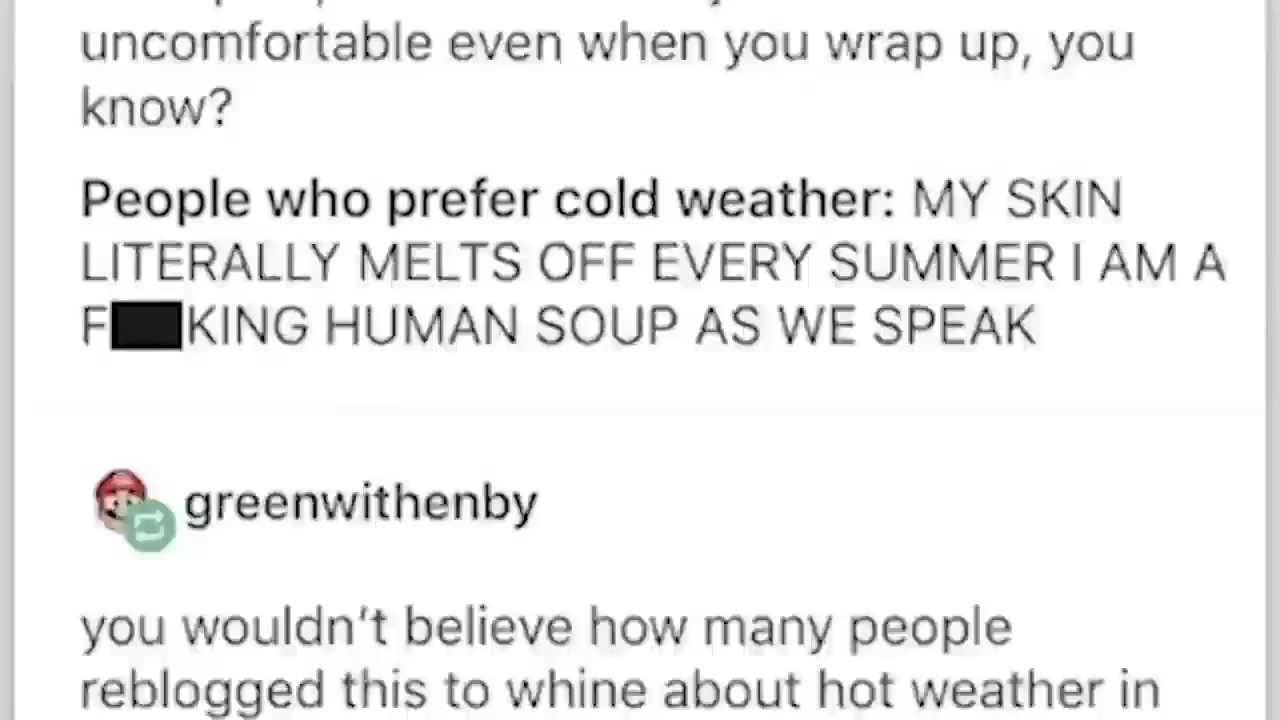 uncomfortable even when you wrap up, you
know?
People who prefer cold weather: MY SKIN
LITERALLY MELTS OFF EVERY SUMMER I AM A
F██KING HUMAN SOUP AS WE SPEAK
greenwithenby
you wouldn't believe how many people
reblogged this to whine about hot weather in